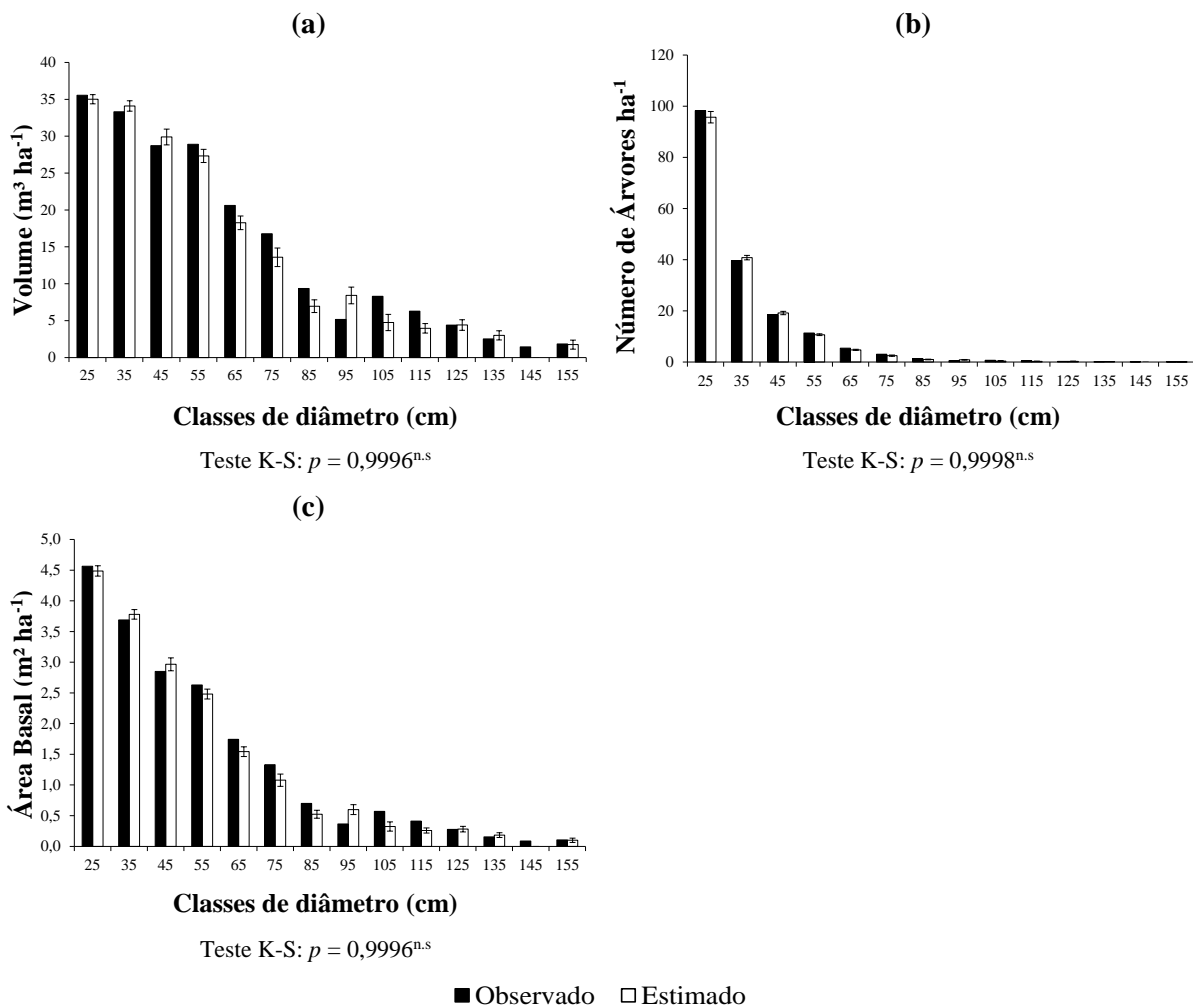 (a)
Volume (m³ ha⁻¹)
40
35
30
25
20
15
10
5
0
25 35 45 55 65 75 85 95 105 115 125 135 145 155
Classes de diâmetro (cm)
Teste K-S: p = 0,9996ⁿ·ˢ
(b)
Número de Árvores ha⁻¹
120
100
80
60
40
20
0
25 35 45 55 65 75 85 95 105 115 125 135 145 155
Classes de diâmetro (cm)
Teste K-S: p = 0,9998ⁿ·ˢ
(c)
Área Basal (m² ha⁻¹)
5,0
4,5
4,0
3,5
3,0
2,5
2,0
1,5
1,0
0,5
0,0
25 35 45 55 65 75 85 95 105 115 125 135 145 155
Classes de diâmetro (cm)
Teste K-S: p = 0,9996ⁿ·ˢ
Observado Estimado